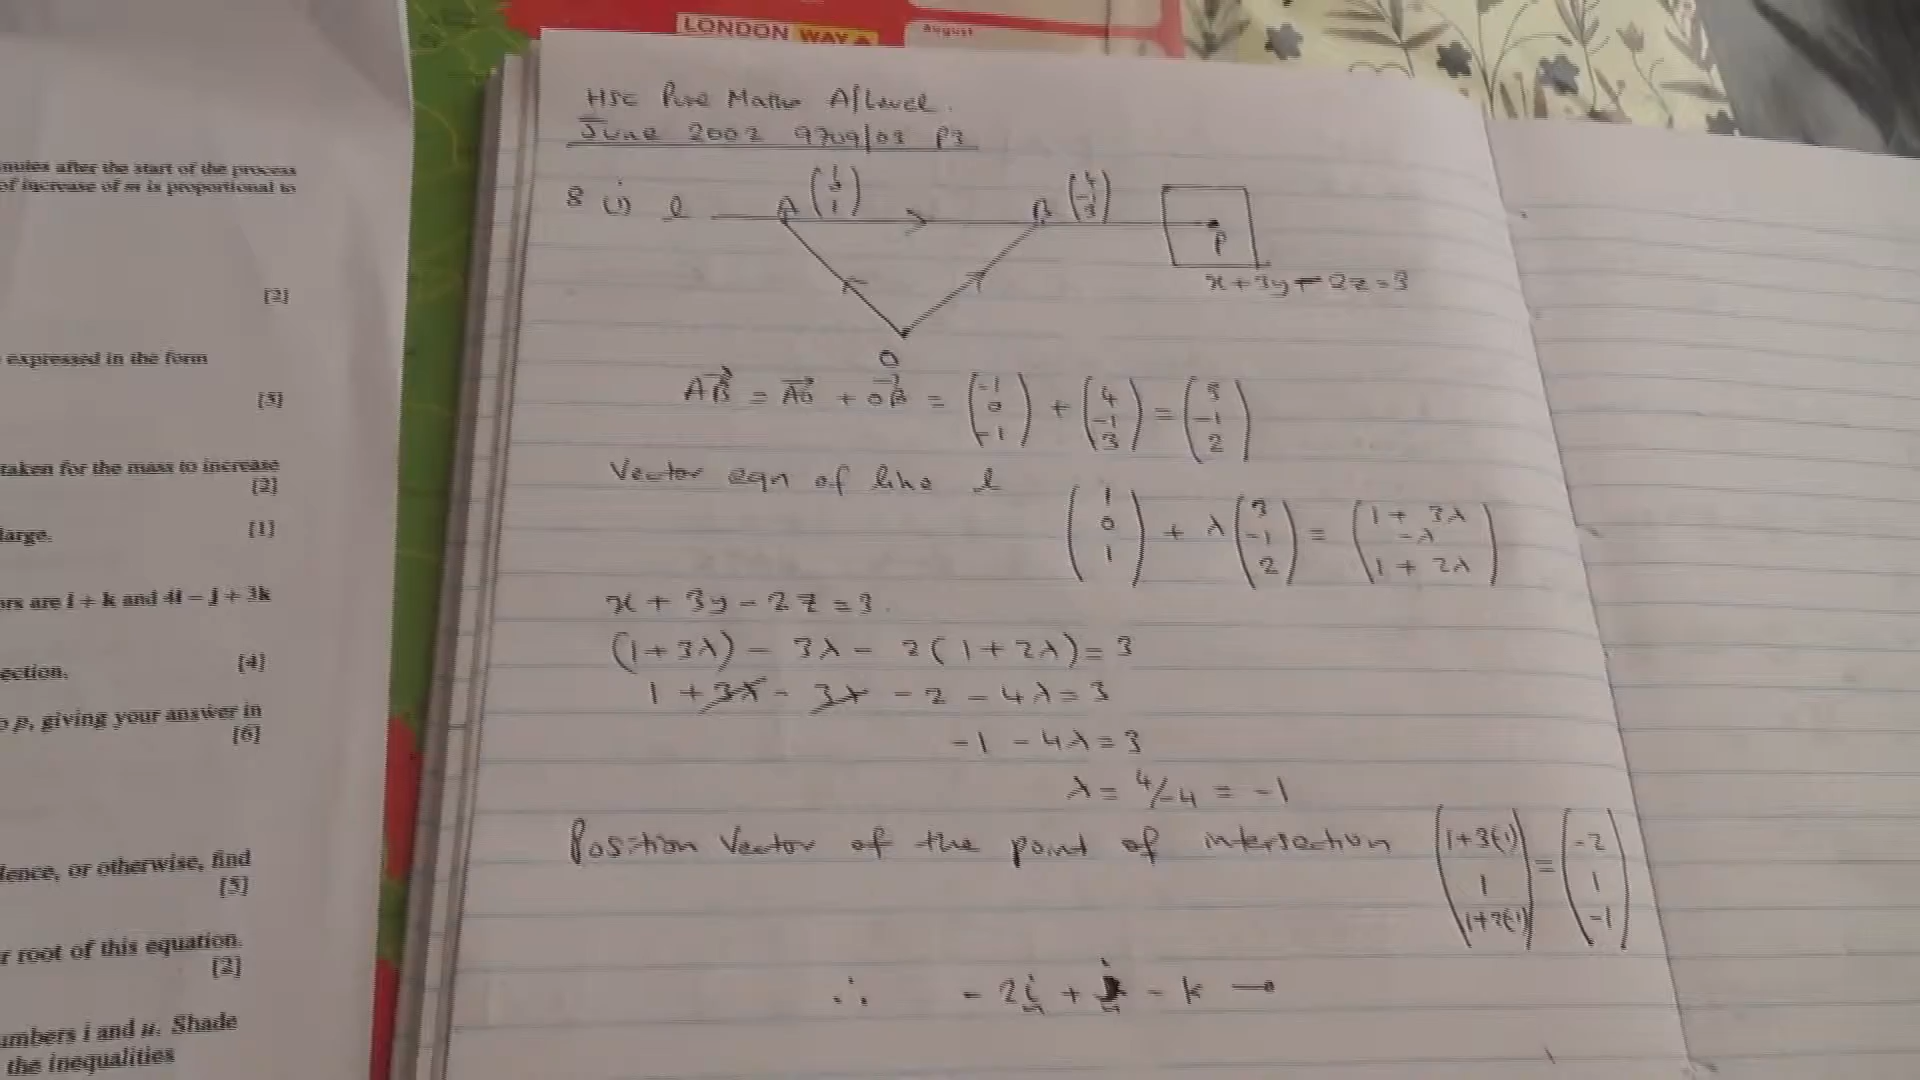 LONDON WAY
August
nutes after the start of the process
of increase of m is proportional to
[2]
expressed in the form
[3]
taken for the mass to increase
[2]
large. [1]
ors are i + k and 4i − j + 3k
ection. [4]
p, giving your answer in
[6]
lence, or otherwise, find
[5]
r root of this equation.
[2]
umbers i and u. Shade
the inequalities
HSC Pure Maths A/Level.
June 2002 9709/03 P3
8 (i) l A (1 0 1) B (4 -1 3)
P
x + 3y - 2z = 3
O
AB = AO + OB = (-1 0 -1) + (4 -1 3) = (3 -1 2)
Vector eqn of line l
(1 0 1) + λ (3 -1 2) = (1 + 3λ -λ 1 + 2λ)
x + 3y - 2z = 3.
(1+3λ) - 3λ - 2(1+2λ) = 3
1 + 3λ - 3λ - 2 - 4λ = 3
-1 - 4λ = 3
λ = 4/-4 = -1
Position Vector of the point of intersection (1+3(-1) 1 1+2(-1)) = (-2 1 -1)
∴ - 2i + j - k